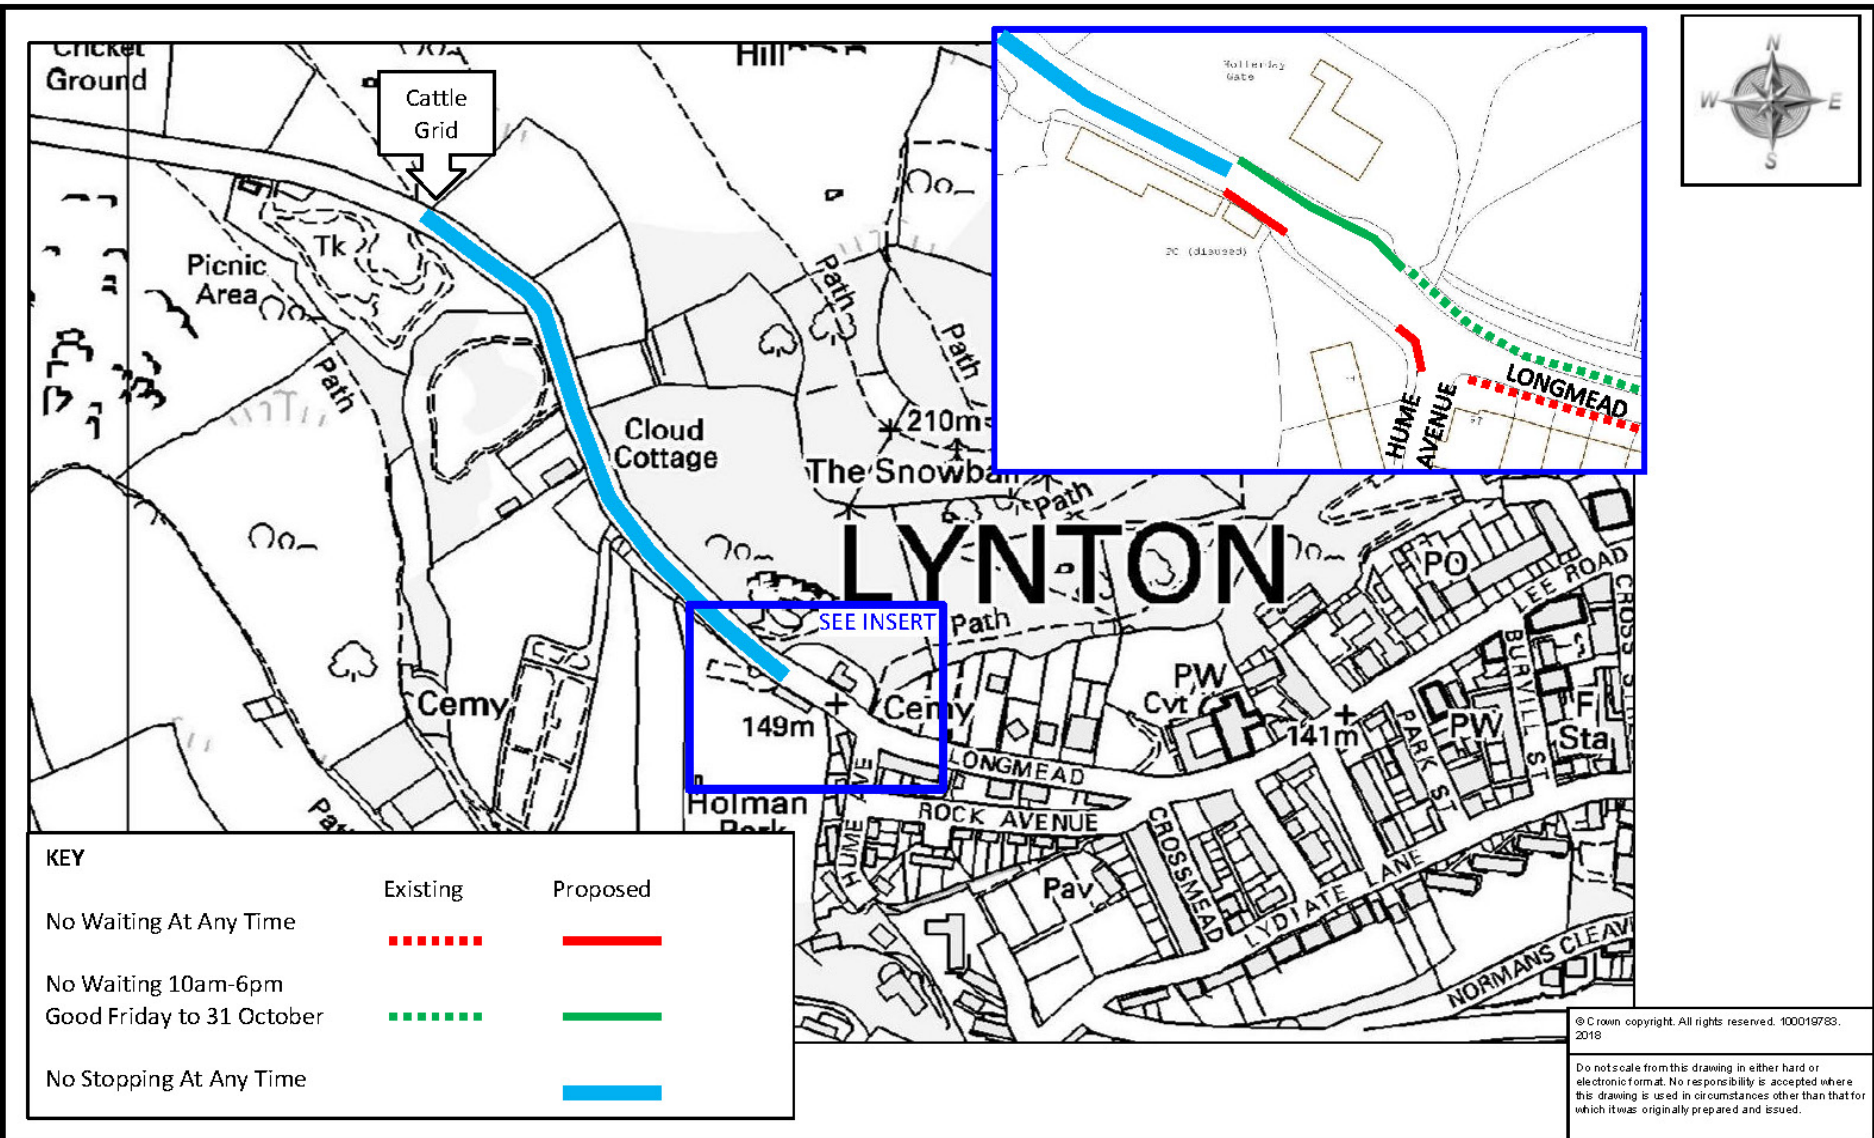 Cricket
Ground
Hill
Cattle
Grid
Tk
Picnic
Area
Path
Path
Path
Cloud
Cottage
210m
The Snowball
Path
LYNTON
SEE INSERT
Path
PO
LEE ROAD
CROSS ST
BURVILL ST
PW
Cvt
PARK ST
PW
F
Sta
141m
Cemy
149m
Cemy
LONGMEAD
HUME AVE
Holman
Park
ROCK AVENUE
HUME
CROSSMEAD
Pav
LYDIATE LANE
NORMANS CLEAVE
Path
Hollerday
Gate
PC (disused)
HUME
AVENUE
LONGMEAD
N
W E
S
KEY
Existing Proposed
No Waiting At Any Time
No Waiting 10am-6pm
Good Friday to 31 October
No Stopping At Any Time
© Crown copyright. All rights reserved. 100019783.
2018
Do not scale from this drawing in either hard or
electronic format. No responsibility is accepted where
this drawing is used in circumstances other than that for
which it was originally prepared and issued.